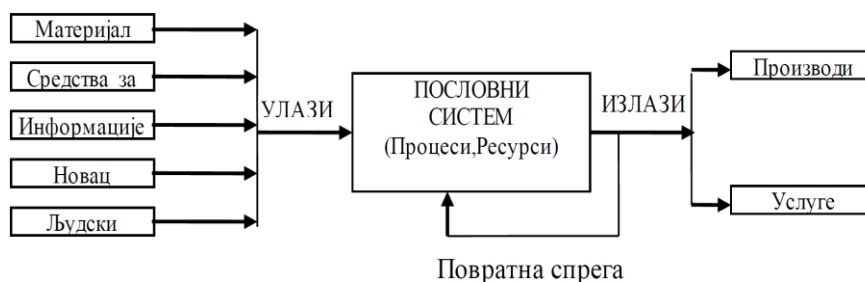 Материјал
Средства за
Информације
Новац
Људски
УЛАЗИ
ПОСЛОВНИ
СИСТЕМ
(Процеси,Ресурси)
ИЗЛАЗИ
Производи
Услуге
Повратна спрега